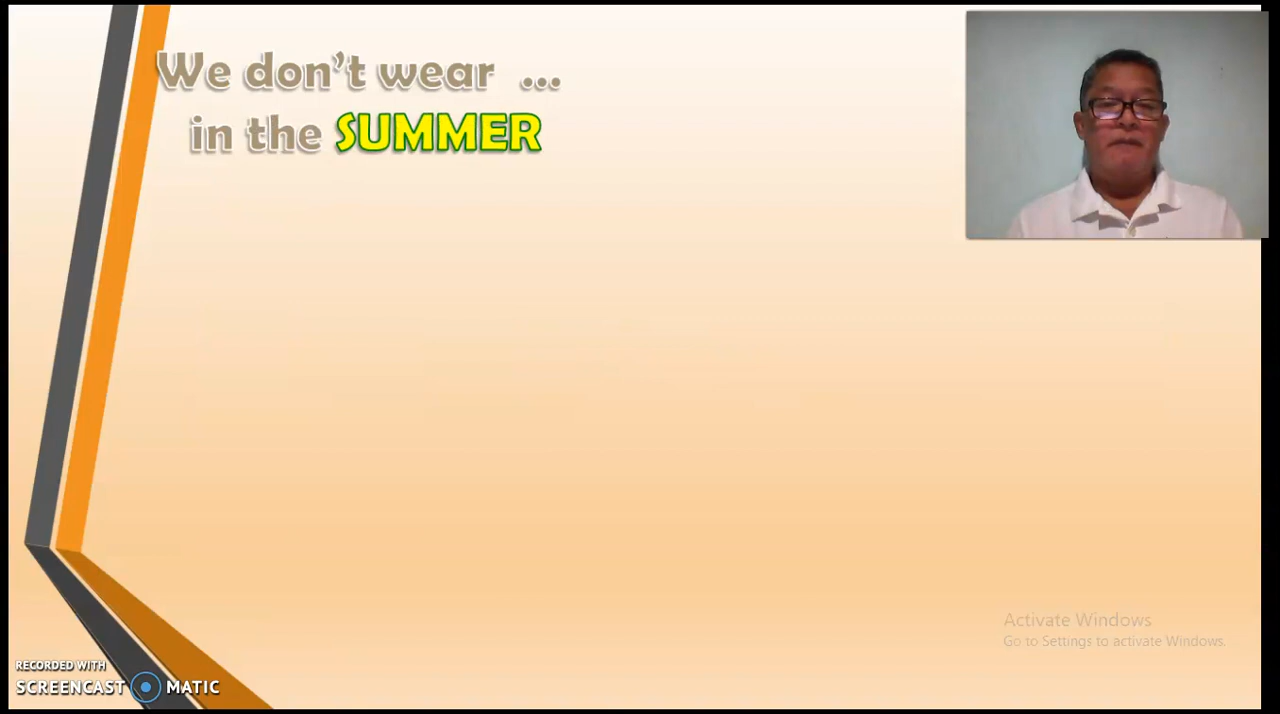 We don't wear ...
in the SUMMER
Activate Windows
Go to Settings to activate Windows.
RECORDED WITH
SCREENCAST MATIC